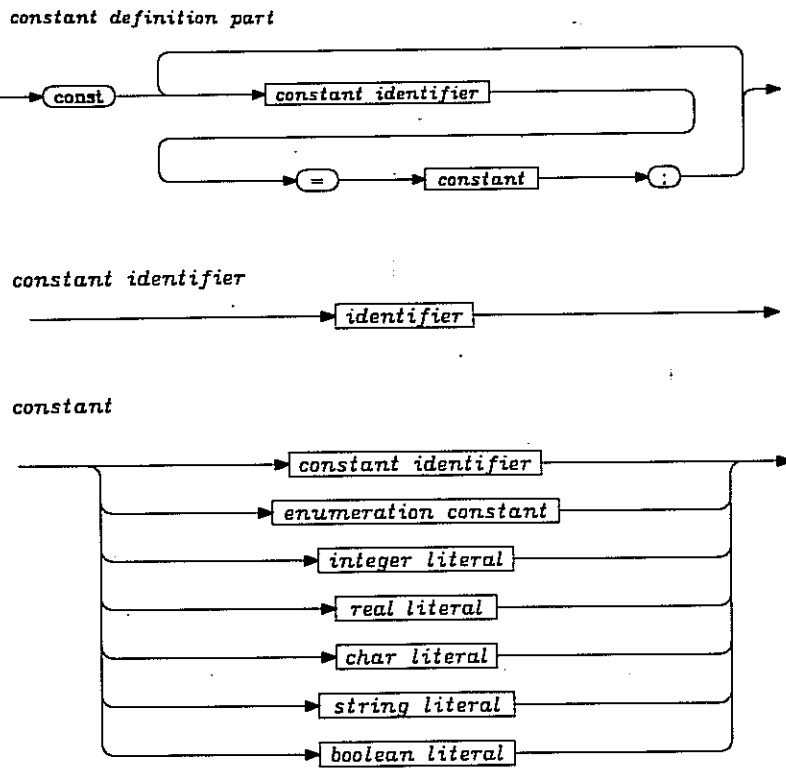 constant definition part
const constant identifier
= constant ;
constant identifier
identifier
constant
constant identifier
enumeration constant
integer literal
real literal
char literal
string literal
boolean literal